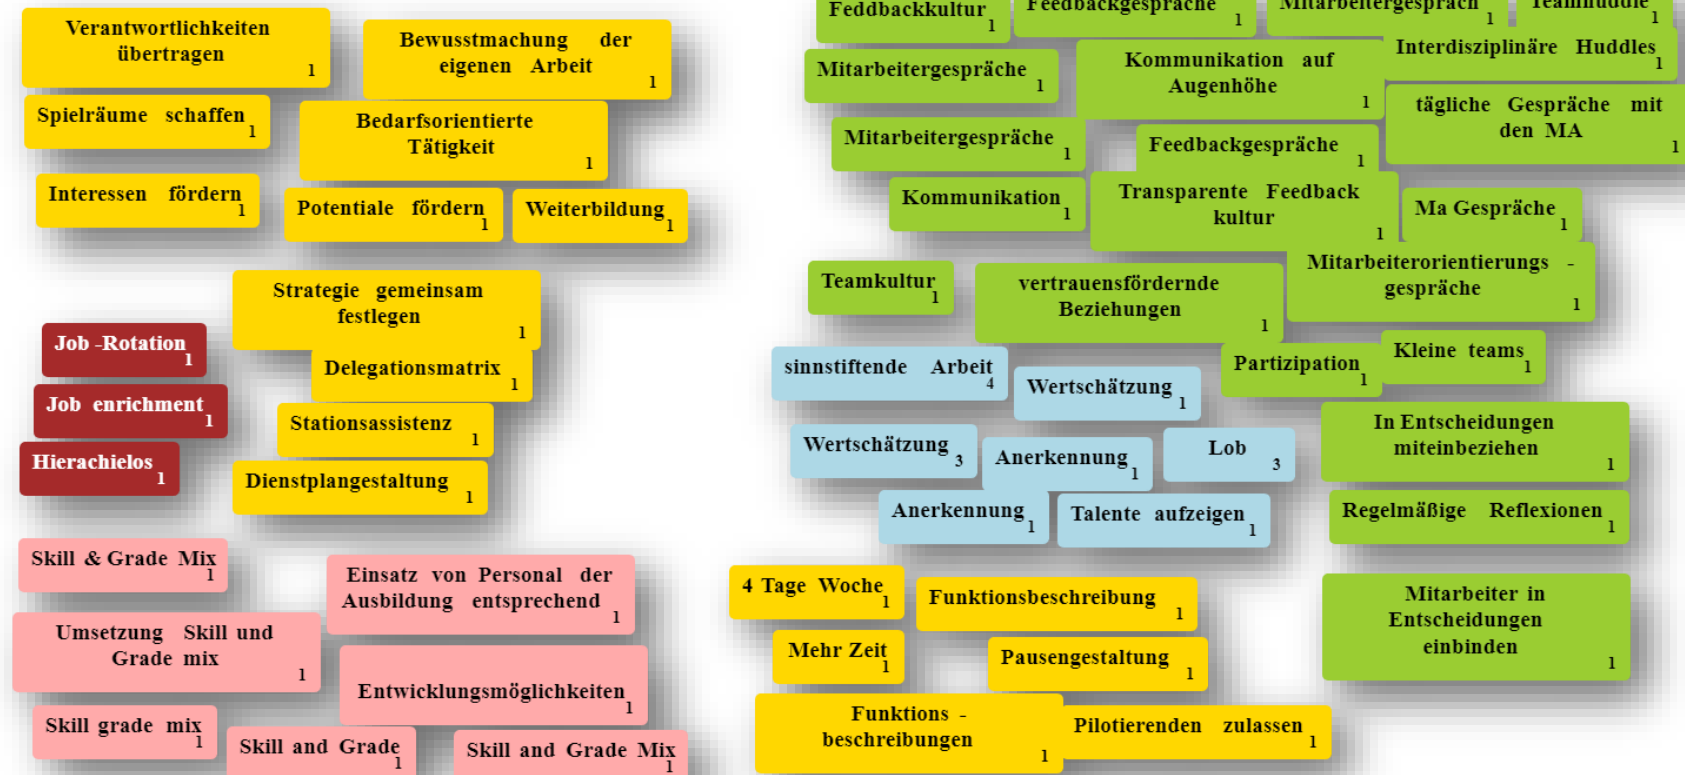 Verantwortlichkeiten
übertragen
1
Bewusstmachung der
eigenen Arbeit
1
Spielräume schaffen
1
Bedarfsorientierte
Tätigkeit
1
Interessen fördern
1
Potentiale fördern
1
Weiterbildung
1
Strategie gemeinsam
festlegen
1
Job -Rotation
1
Delegationsmatrix
1
Job enrichment
1
Stationsassistenz
1
Hierachielos
1
Dienstplangestaltung
1
Skill & Grade Mix
1
Einsatz von Personal der
Ausbildung entsprechend
1
Umsetzung Skill und
Grade mix
1
Entwicklungsmöglichkeiten
1
Skill grade mix
1
Skill and Grade
1
Skill and Grade Mix
1
Feddbackkultur
1
Feedbackgespräche
1
Mitarbeitergespräch
1
Teamhuddle
1
Mitarbeitergespräche
1
Kommunikation auf
Augenhöhe
1
Interdisziplinäre Huddles
1
tägliche Gespräche mit
den MA
1
Mitarbeitergespräche
1
Feedbackgespräche
1
Kommunikation
1
Transparente Feedback
kultur
1
Ma Gespräche
1
Teamkultur
1
vertrauensfördernde
Beziehungen
1
Mitarbeiterorientierungs -
gespräche
1
sinnstiftende Arbeit
4
Wertschätzung
1
Partizipation
1
Kleine teams
1
Wertschätzung
3
Anerkennung
1
Lob
3
In Entscheidungen
miteinbeziehen
1
Anerkennung
1
Talente aufzeigen
1
Regelmäßige Reflexionen
1
4 Tage Woche
1
Funktionsbeschreibung
1
Mitarbeiter in
Entscheidungen
einbinden
1
Mehr Zeit
1
Pausengestaltung
1
Funktions -
beschreibungen
1
Pilotierenden zulassen
1